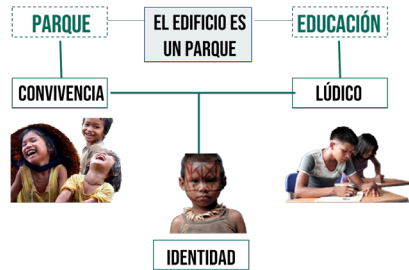 PARQUE
EL EDIFICIO ES
UN PARQUE
EDUCACIÓN
CONVIVENCIA
LÚDICO
IDENTIDAD